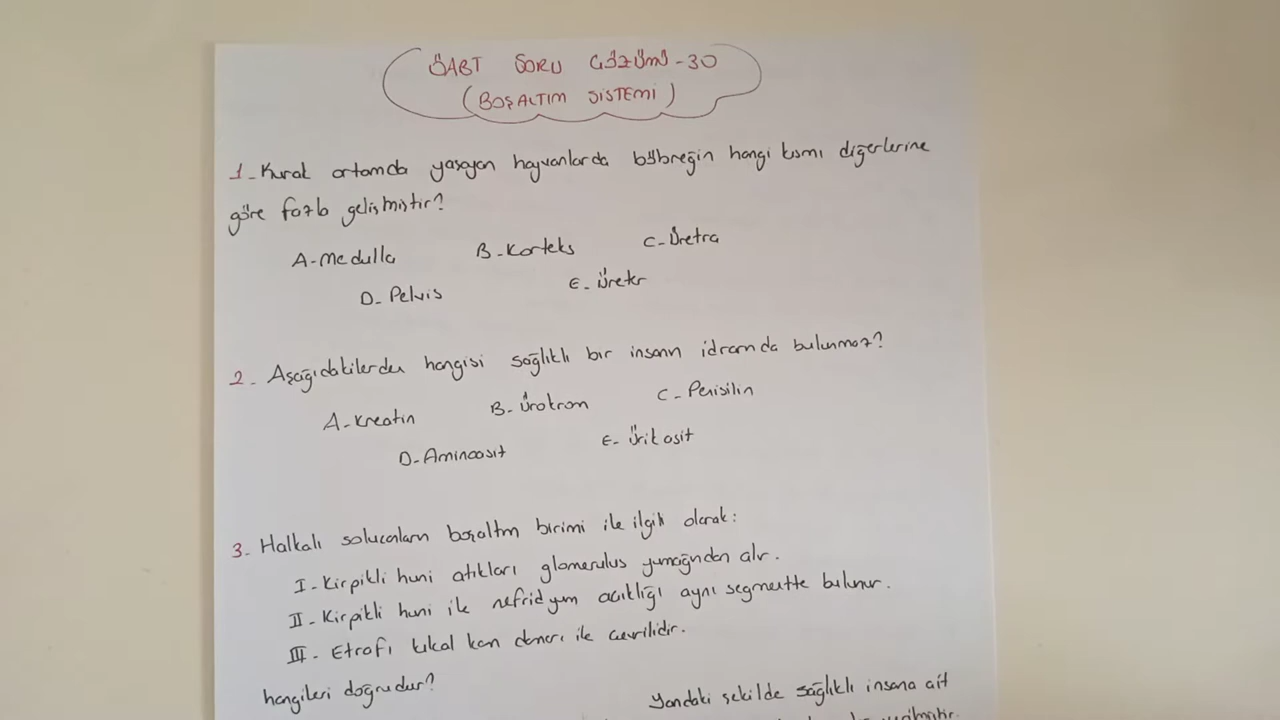 ÖABT SORU ÇÖZÜMÜ-30
(BOŞALTIM SİSTEMİ)
1-Kurak ortamda yaşayan hayvanlarda böbreğin hangi kısmı diğerlerine
göre fazla gelişmiştir?
A-Medulla B-Korteks C-Üretra
D-Pelvis E-Üreter
2- Aşağıdakilerden hangisi sağlıklı bir insanın idrarında bulunmaz?
A-Kreatin B-Ürokrom C-Penisilin
D-Aminoasit E-Ürikasit
3- Halkalı solucanların boşaltım birimi ile ilgili olarak:
I-Kirpikli huni atıkları glomerulus yumağından alır.
II-Kirpikli huni ile nefridyum açıklığı aynı segmentte bulunur.
III- Etrafı kılcal kan damarı ile çevrilidir.
hangileri doğrudur?
Yandaki şekilde sağlıklı insana ait
verilmiştir.